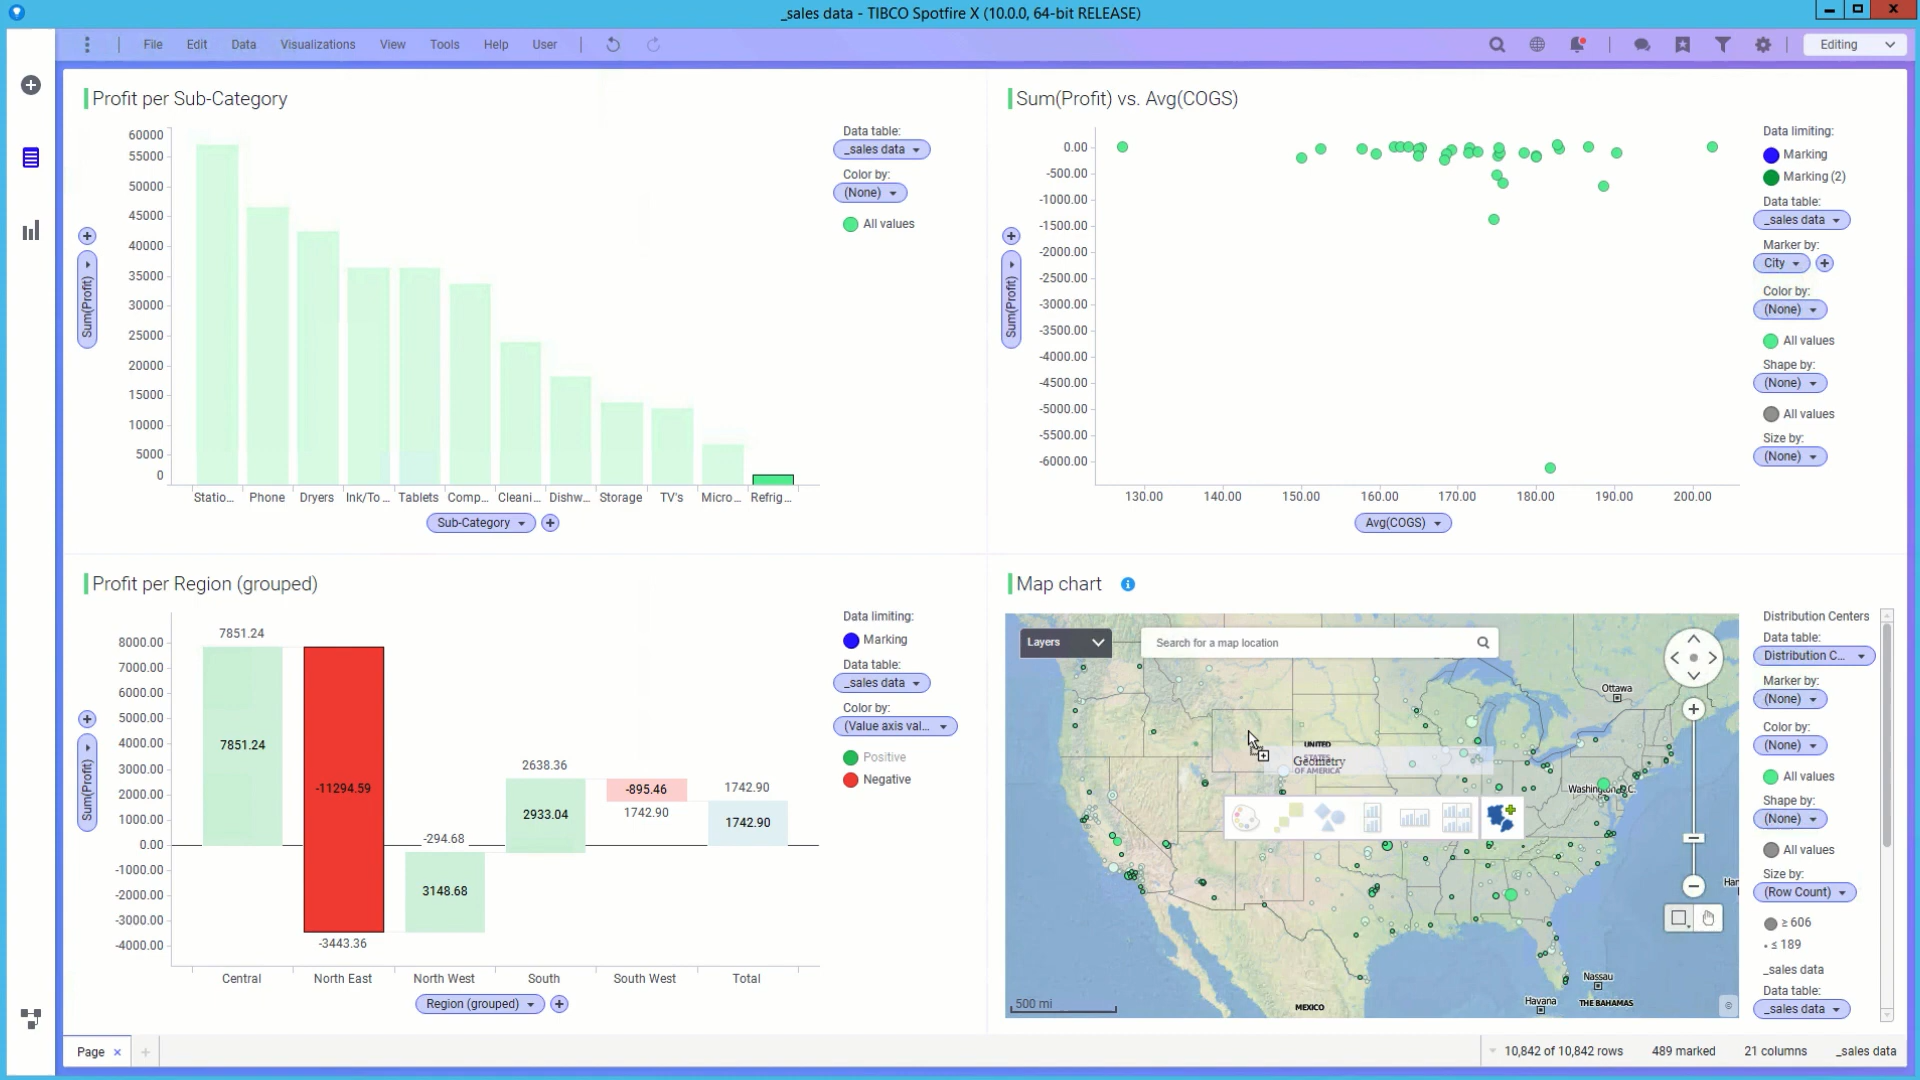 _sales data - TIBCO Spotfire X (10.0.0, 64-bit RELEASE)
File Edit Data Visualizations View Tools Help User
Editing
Profit per Sub-Category
60000
55000
50000
45000
40000
35000
30000
25000
20000
15000
10000
5000
0
Sum(Profit)
Statio... Phone Dryers Ink/To... Tablets Comp... Cleani... Dishw... Storage TV's Micro... Refrig...
Sub-Category
Data table:
_sales data
Color by:
(None)
All values
Sum(Profit) vs. Avg(COGS)
0.00
-500.00
-1000.00
-1500.00
-2000.00
-2500.00
-3000.00
-3500.00
-4000.00
-4500.00
-5000.00
-5500.00
-6000.00
Sum(Profit)
130.00 140.00 150.00 160.00 170.00 180.00 190.00 200.00
Avg(COGS)
Data limiting:
Marking
Marking (2)
Data table:
_sales data
Marker by:
City
Color by:
(None)
All values
Shape by:
(None)
All values
Size by:
(None)
Profit per Region (grouped)
8000.00
7000.00
6000.00
5000.00
4000.00
3000.00
2000.00
1000.00
0.00
-1000.00
-2000.00
-3000.00
-4000.00
Sum(Profit)
7851.24
7851.24
-11294.59
-3443.36
-294.68
3148.68
2638.36
2933.04
-895.46
1742.90
1742.90
1742.90
Central North East North West South South West Total
Region (grouped)
Data limiting:
Marking
Data table:
_sales data
Color by:
(Value axis val...
Positive
Negative
Map chart
Layers
Search for a map location
Ottawa
UNITED
STATES
OF AMERICA
Geometry
Washington, D.C.
Nassau
Havana
THE BAHAMAS
MEXICO
Han
500 mi
Distribution Centers
Data table:
Distribution C...
Marker by:
(None)
Color by:
(None)
All values
Shape by:
(None)
All values
Size by:
(Row Count)
≥ 606
≤ 189
_sales data
Data table:
_sales data
Page
10,842 of 10,842 rows 489 marked 21 columns _sales data